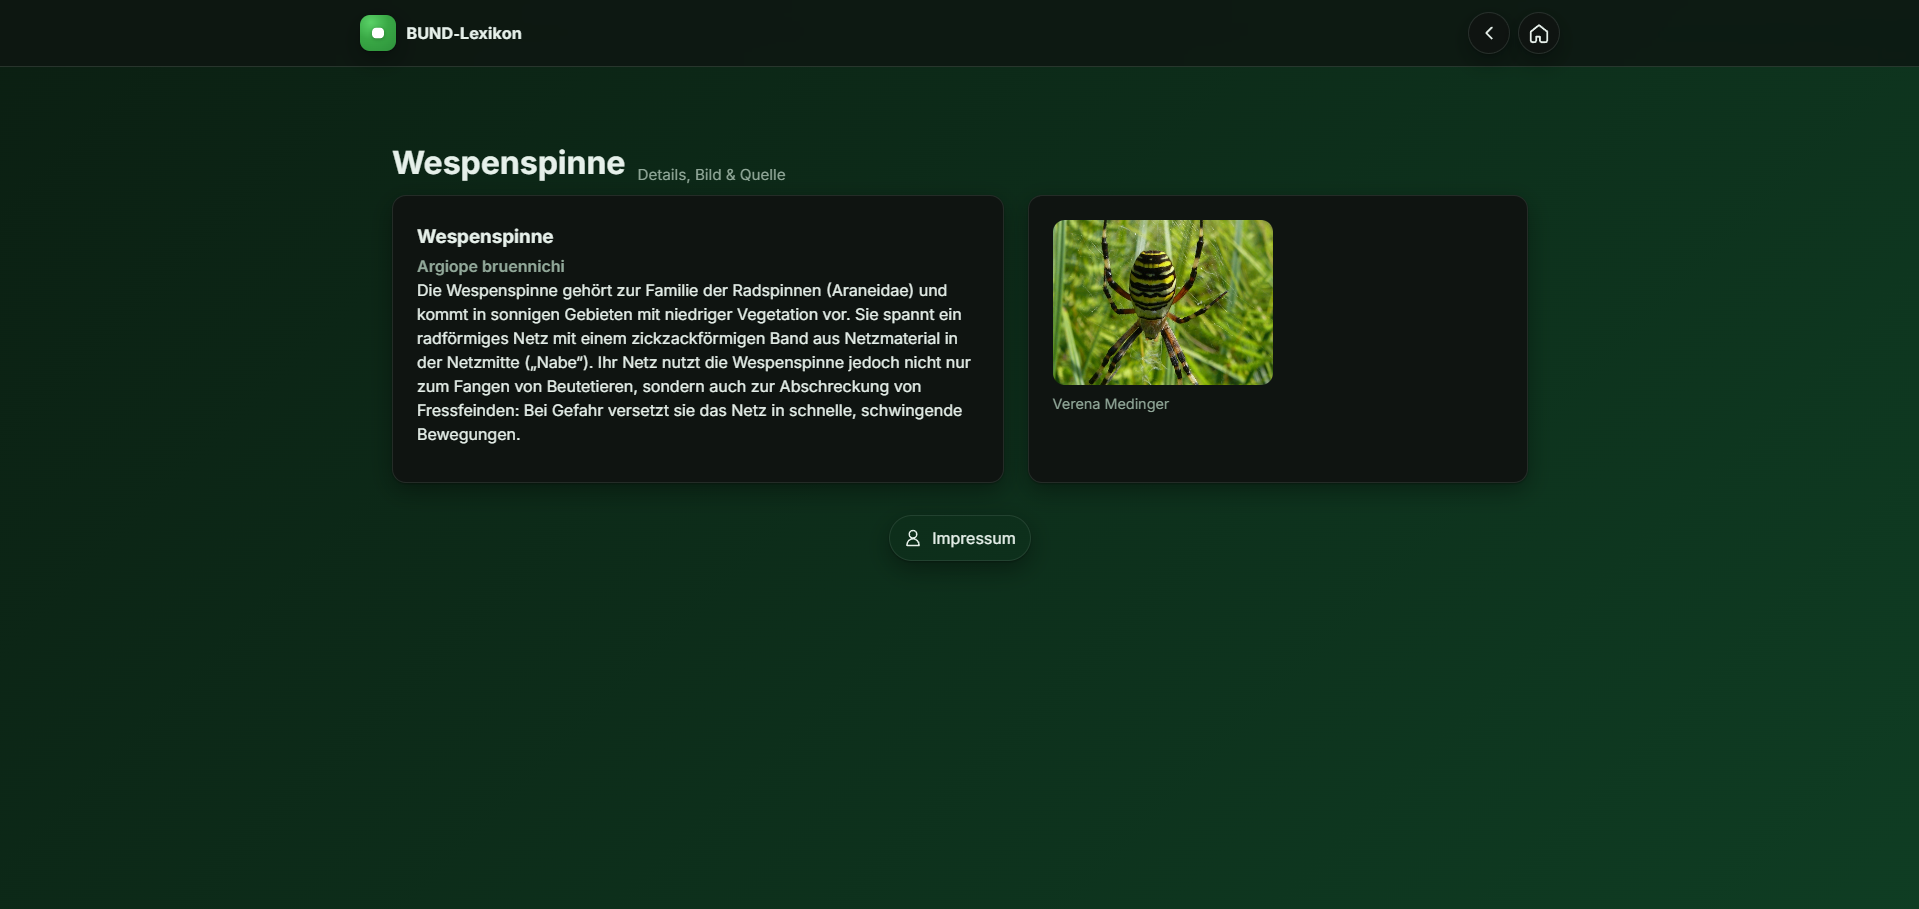 BUND-Lexikon
Wespenspinne
Details, Bild & Quelle
Wespenspinne
Argiope bruennichi
Die Wespenspinne gehört zur Familie der Radspinnen (Araneidae) und
kommt in sonnigen Gebieten mit niedriger Vegetation vor. Sie spannt ein
radförmiges Netz mit einem zickzackförmigen Band aus Netzmaterial in
der Netzmitte („Nabe“). Ihr Netz nutzt die Wespenspinne jedoch nicht nur
zum Fangen von Beutetieren, sondern auch zur Abschreckung von
Fressfeinden: Bei Gefahr versetzt sie das Netz in schnelle, schwingende
Bewegungen.
Verena Medinger
Impressum